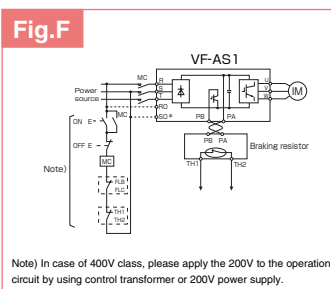 Fig.F
VF-AS1
MC
Power
source
R
S
T
RO
SO*
U
V
W
IM
PB
PA
MC
ON E
OFF E
PB PA
Braking resistor
TH1
TH2
MC
Note)
FLB
FLC
TH1
TH2
Note) In case of 400V class, please apply the 200V to the operation
circuit by using control transformer or 200V power supply.